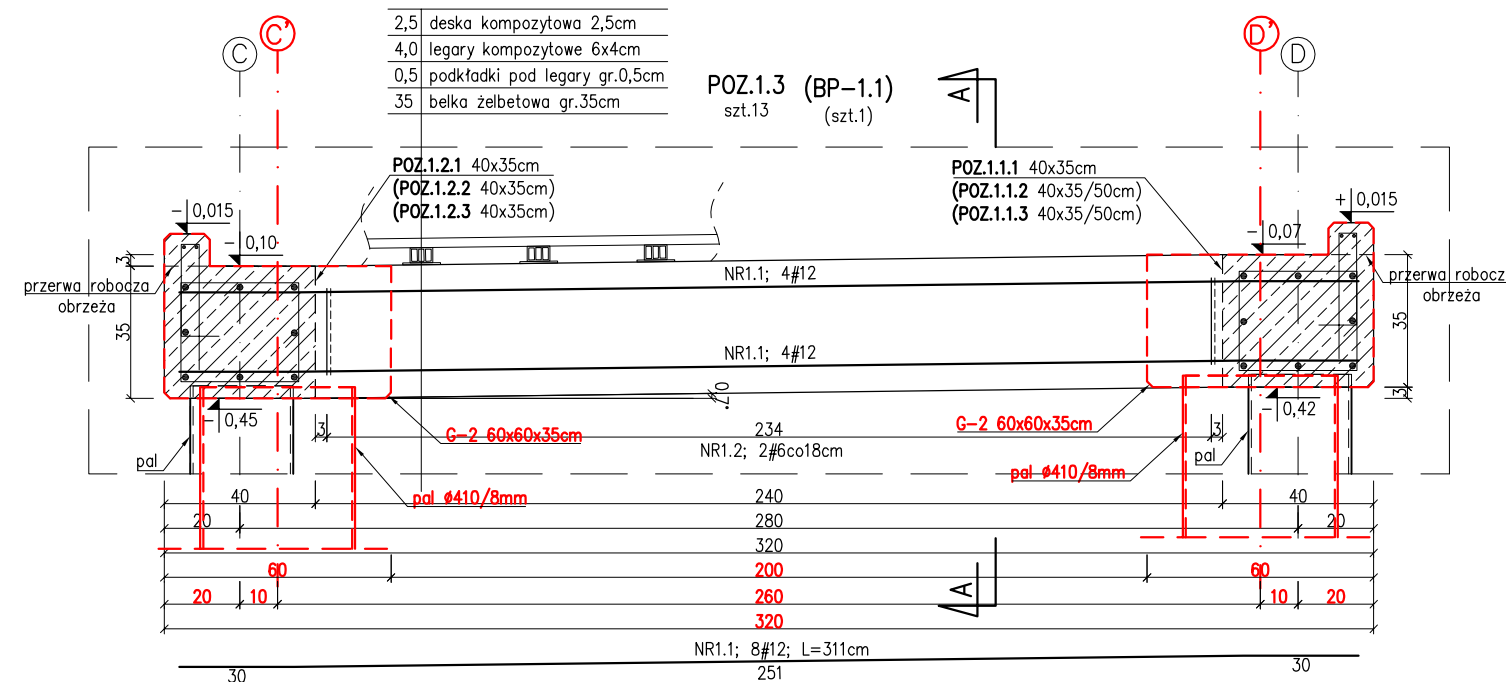 2,5 deska kompozytowa 2,5cm
4,0 legary kompozytowe 6x4cm
0,5 podkładki pod legary gr.0,5cm
35 belka żelbetowa gr.35cm
C
C'
D'
D
POZ.1.3 (BP-1.1)
szt.13 (szt.1)
A
POZ.1.2.1 40x35cm
(POZ.1.2.2 40x35cm)
(POZ.1.2.3 40x35cm)
POZ.1.1.1 40x35cm
(POZ.1.1.2 40x35/50cm)
(POZ.1.1.3 40x35/50cm)
- 0,015
- 0,10
+ 0,015
- 0,07
3
35
przerwa robocza
obrzeża
NR1.1; 4#12
NR1.1; 4#12
przerwa robocz
obrzeża
35
3
0,7
- 0,45
- 0,42
3 234 3
NR1.2; 2#6co18cm
G-2 60x60x35cm
G-2 60x60x35cm
pal
pal
pal ø410/8mm
pal ø410/8mm
40 240 40
20 280 20
320
60 200 60
20 10 260 10 20
A
320
NR1.1; 8#12; L=311cm
30 251 30